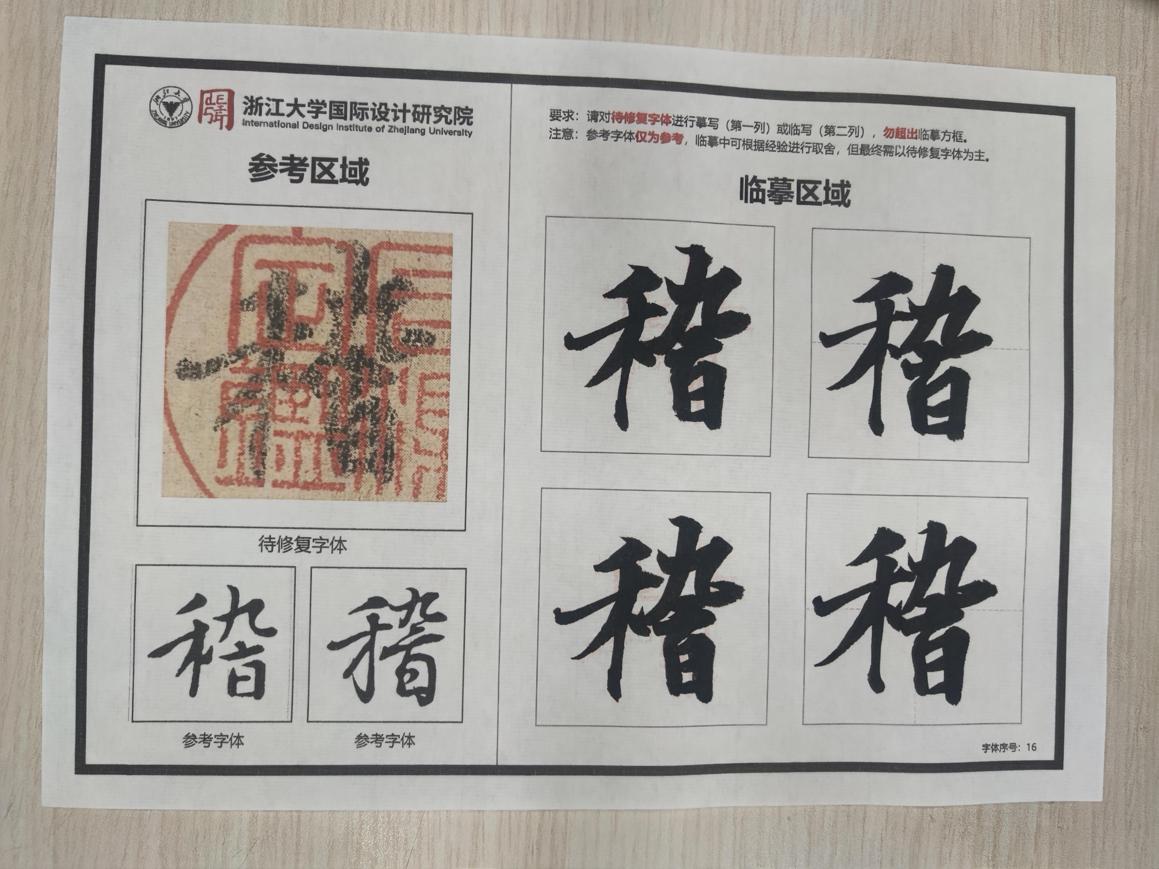 浙江大学国际设计研究院
International Design Institute of Zhejiang University
参考区域
待修复字体
稽
稽
参考字体
参考字体
要求：请对待修复字体进行摹写（第一列）或临写（第二列），勿超出临摹方框。
注意：参考字体仅为参考，临摹中可根据经验进行取舍，但最终需以待修复字体为主。
临摹区域
稽
稽
稽
稽
字体序号：16